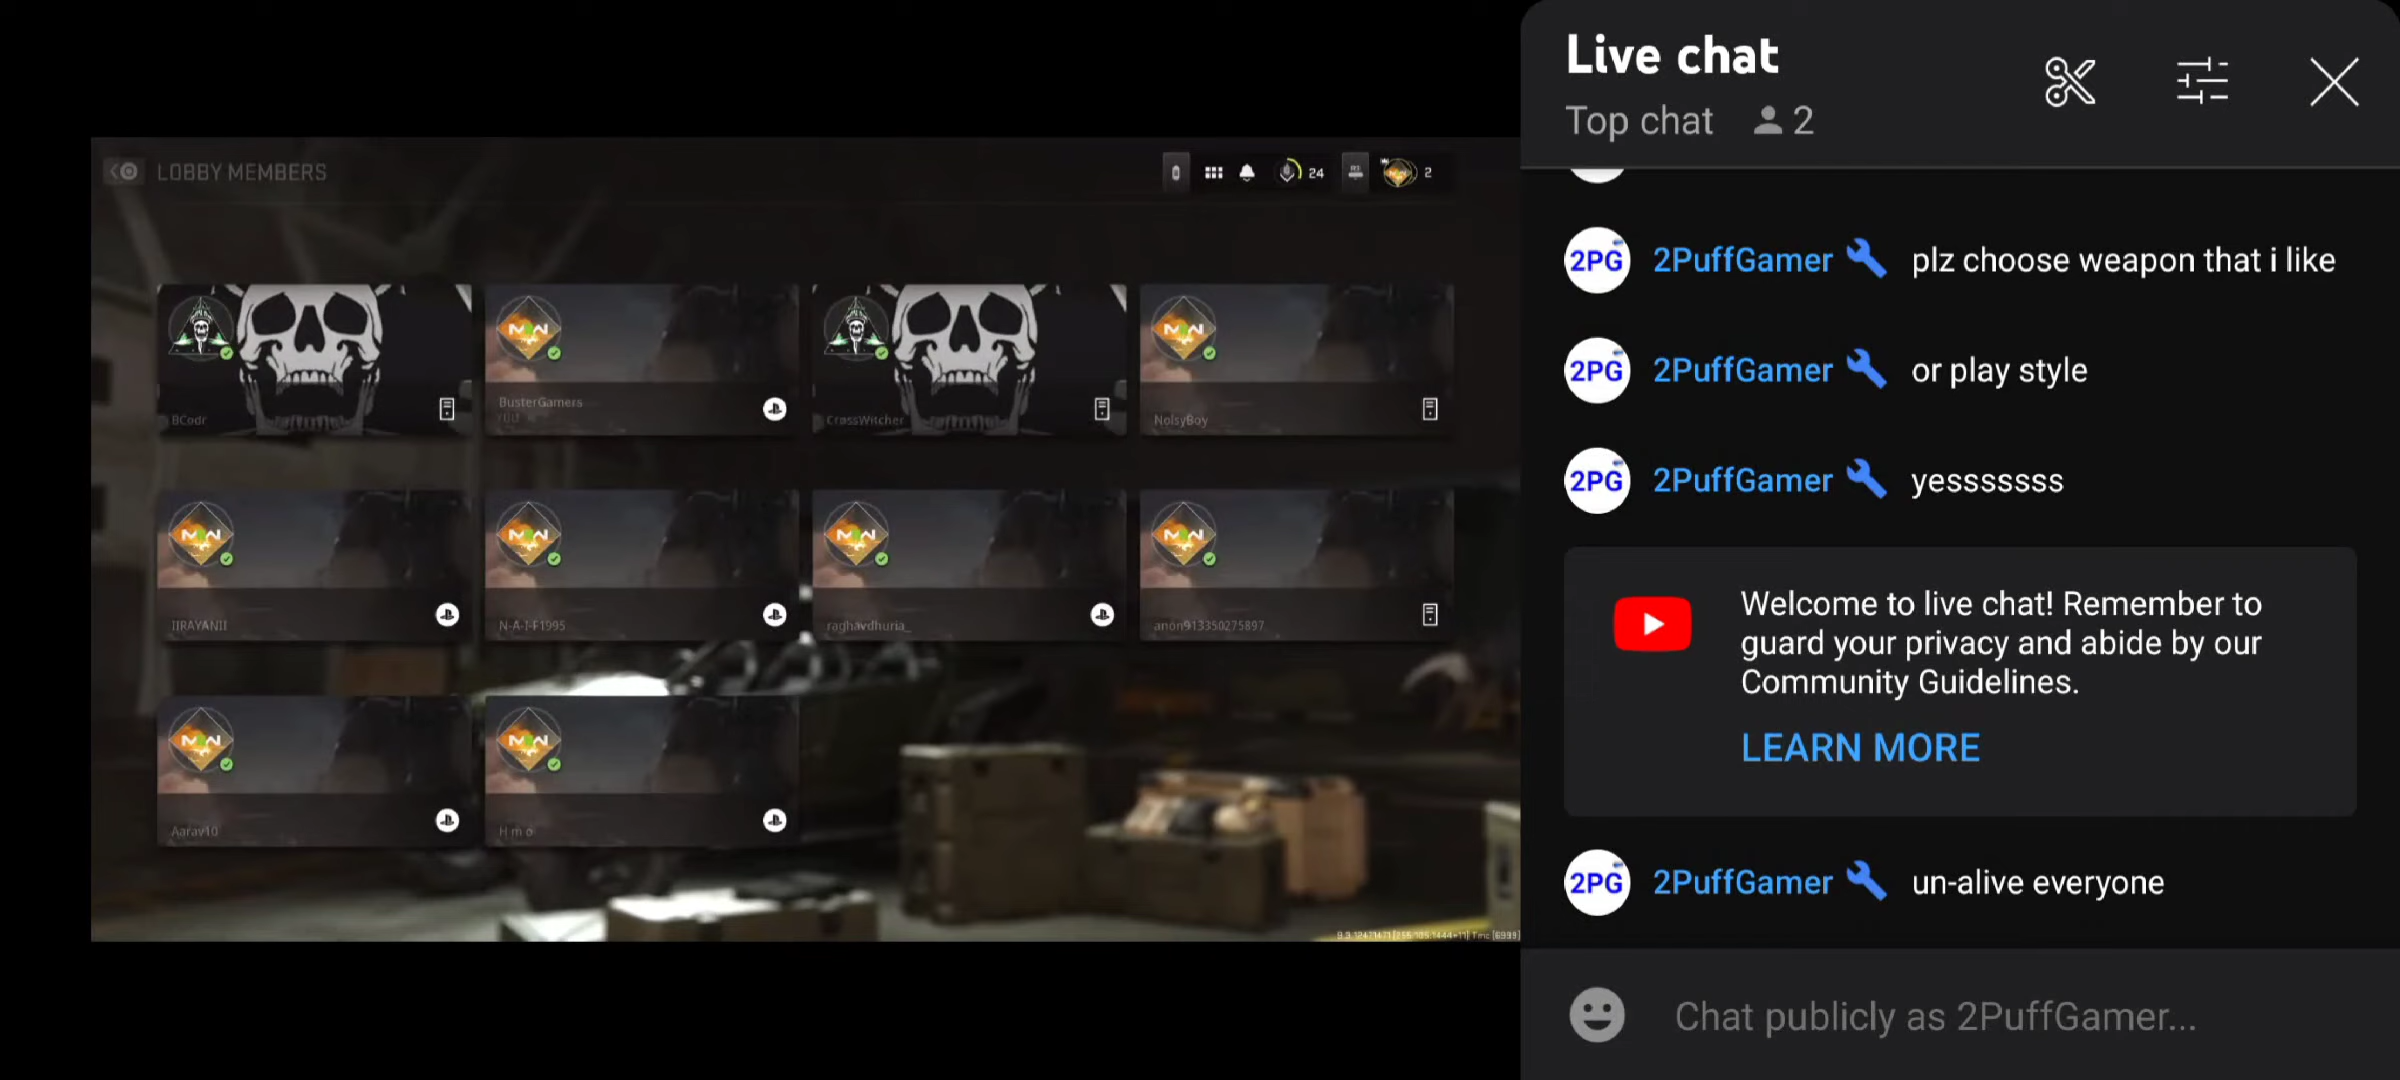 LOBBY MEMBERS
24
2
BCodr
BusterGamers
CrossWitcher
NolsyBoy
IIRAYANII
N-A-I-F1995
raghavdhuria_
anon913350275897
Aarav10
H m o
Live chat
Top chat 2
2PG 2PuffGamer plz choose weapon that i like
2PG 2PuffGamer or play style
2PG 2PuffGamer yesssssss
Welcome to live chat! Remember to
guard your privacy and abide by our
Community Guidelines.
LEARN MORE
2PG 2PuffGamer un-alive everyone
Chat publicly as 2PuffGamer...